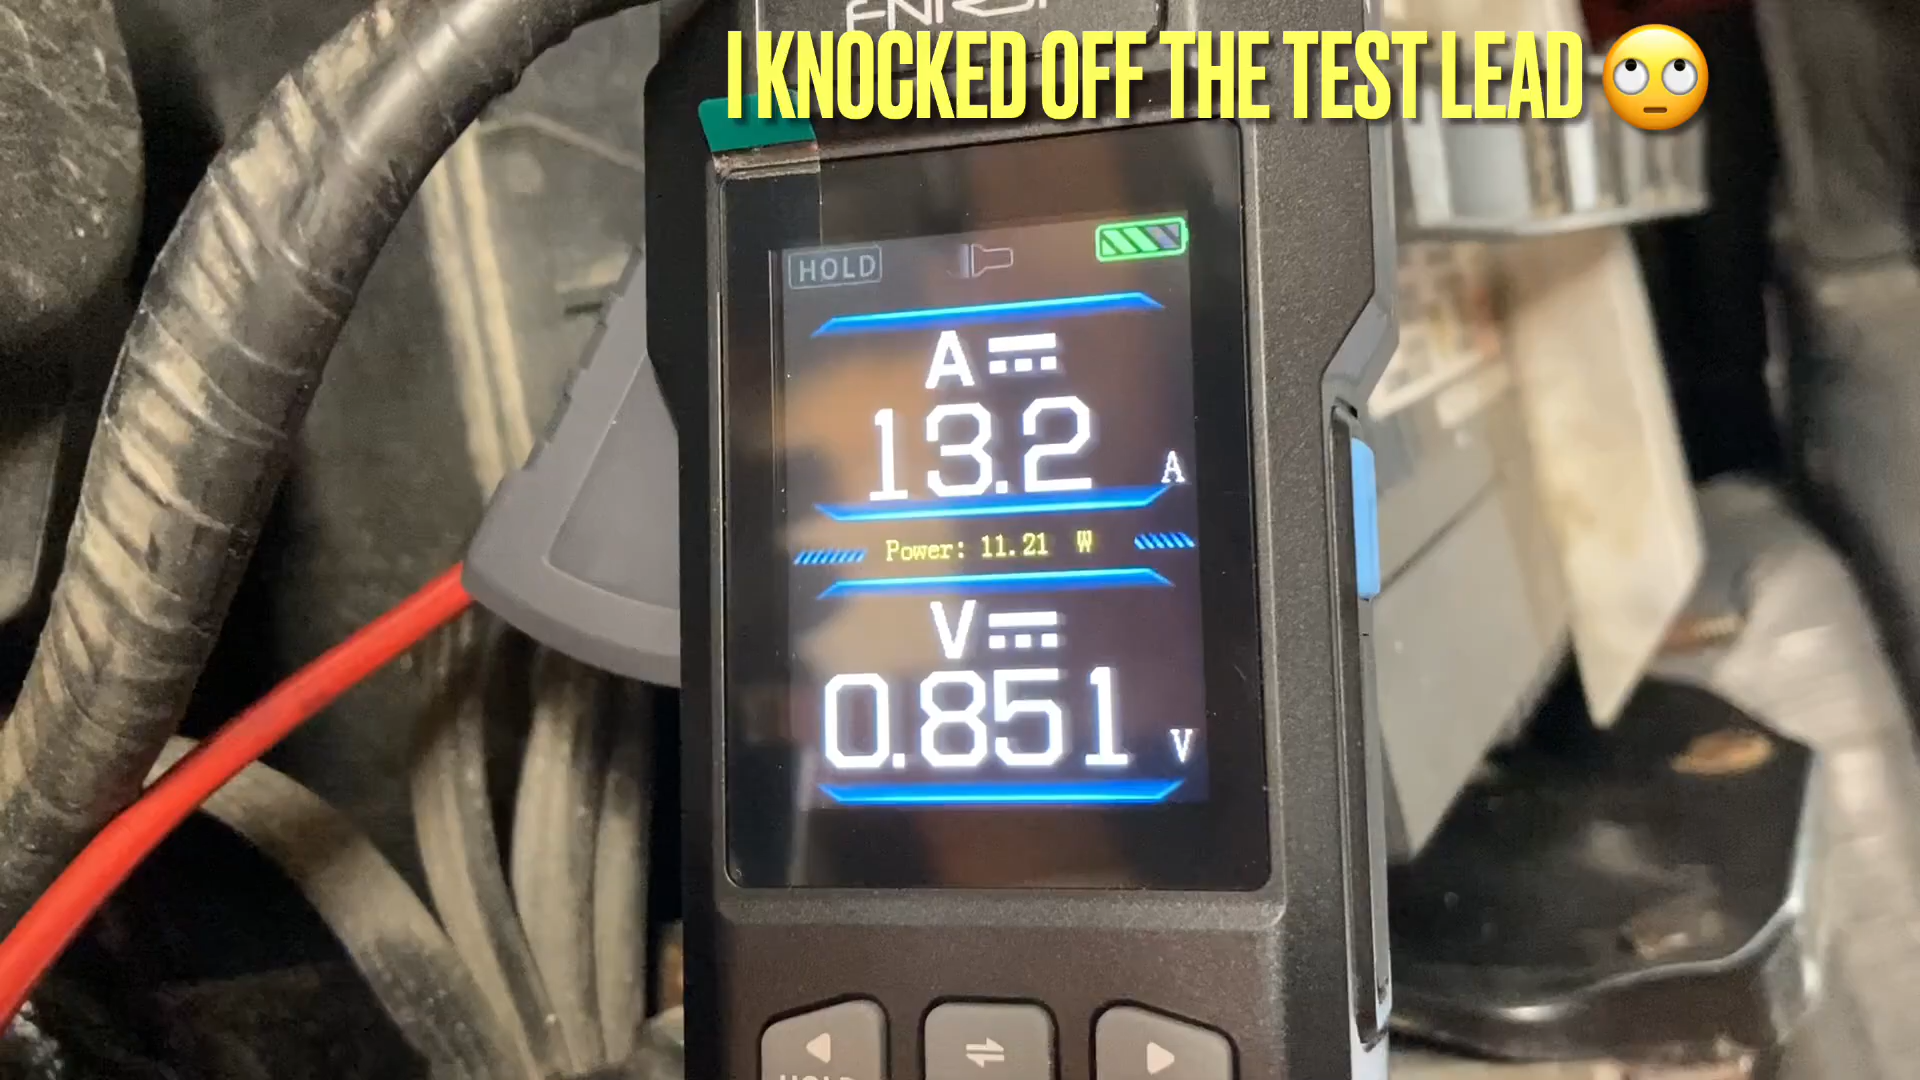 I KNOCKED OFF THE TEST LEAD 🙄
HOLD
A
13.2 A
Power: 11.21 W
V
0.851 V